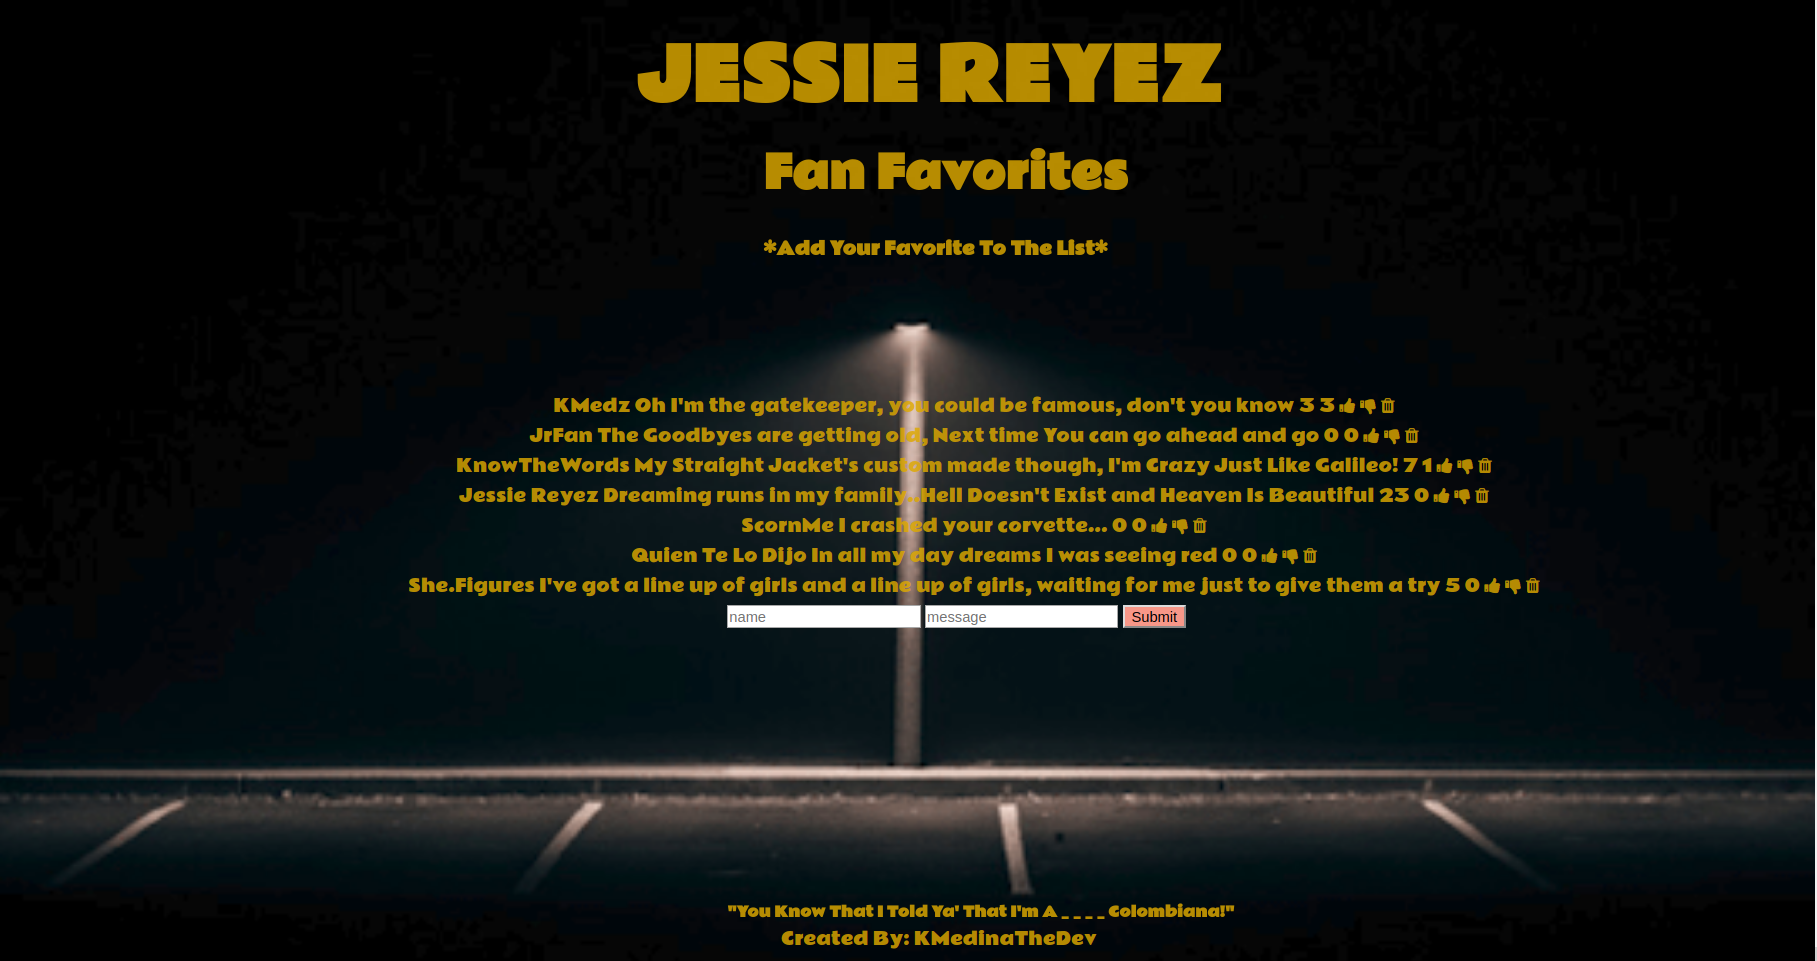 JESSIE REYEZ
Fan Favorites
*Add Your Favorite To The List*
KMedz Oh I'm the gatekeeper, you could be famous, don't you know 3 3
JrFan The Goodbyes are getting old, Next time You can go ahead and go 0 0
KnowTheWords My Straight Jacket's custom made though, I'm Crazy Just Like Galileo! 7 1
Jessie Reyez Dreaming runs in my family...Hell Doesn't Exist and Heaven Is Beautiful 23 0
ScornMe I crashed your corvette... 0 0
Quien Te Lo Dijo In all my day dreams I was seeing red 0 0
She.Figures I've got a line up of girls and a line up of girls, waiting for me just to give them a try 5 0
name message Submit
"You Know That I Told Ya' That I'm A _ _ _ _ Colombiana!"
Created By: KMedinaTheDev